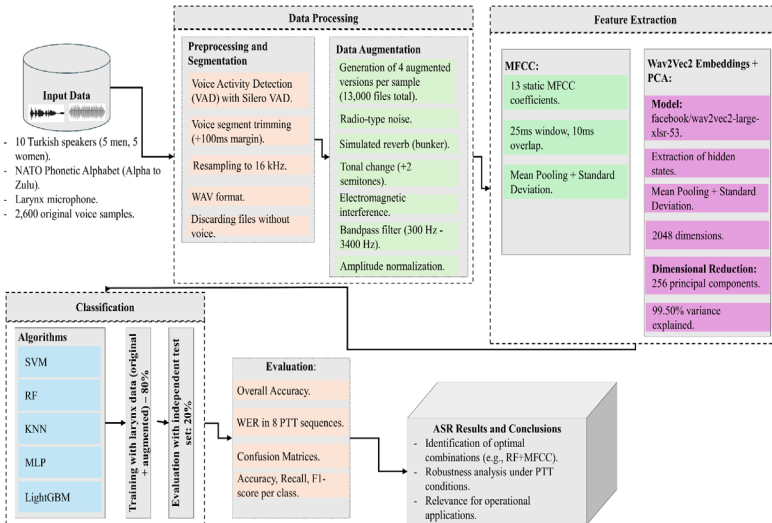 Data Processing
Feature Extraction
Input Data
- 10 Turkish speakers (5 men, 5
women).
- NATO Phonetic Alphabet (Alpha to
Zulu).
- Larynx microphone.
- 2,600 original voice samples.
Preprocessing and
Segmentation
Voice Activity Detection
(VAD) with Silero VAD.
Voice segment trimming
(+100ms margin).
Resampling to 16 kHz.
WAV format.
Discarding files without
voice.
Data Augmentation
Generation of 4 augmented
versions per sample
(13,000 files total).
Radio-type noise.
Simulated reverb (bunker).
Tonal change (+2
semitones).
Electromagnetic
interference.
Bandpass filter (300 Hz -
3400 Hz).
Amplitude normalization.
MFCC:
13 static MFCC
coefficients.
25ms window, 10ms
overlap.
Mean Pooling + Standard
Deviation.
Wav2Vec2 Embeddings +
PCA:
Model:
facebook/wav2vec2-large-
xlsr-53.
Extraction of hidden
states.
Mean Pooling + Standard
Deviation.
2048 dimensions.
Dimensional Reduction:
256 principal components.
99.50% variance
explained.
Classification
Algorithms
SVM
RF
KNN
MLP
LightGBM
Training with larynx data (original
+ augmented) – 80%
Evaluation with independent test
set: 20%
Evaluation:
Overall Accuracy.
WER in 8 PTT sequences.
Confusion Matrices.
Accuracy, Recall, F1-
score per class.
ASR Results and Conclusions
- Identification of optimal
combinations (e.g., RF+MFCC).
- Robustness analysis under PTT
conditions.
- Relevance for operational
applications.